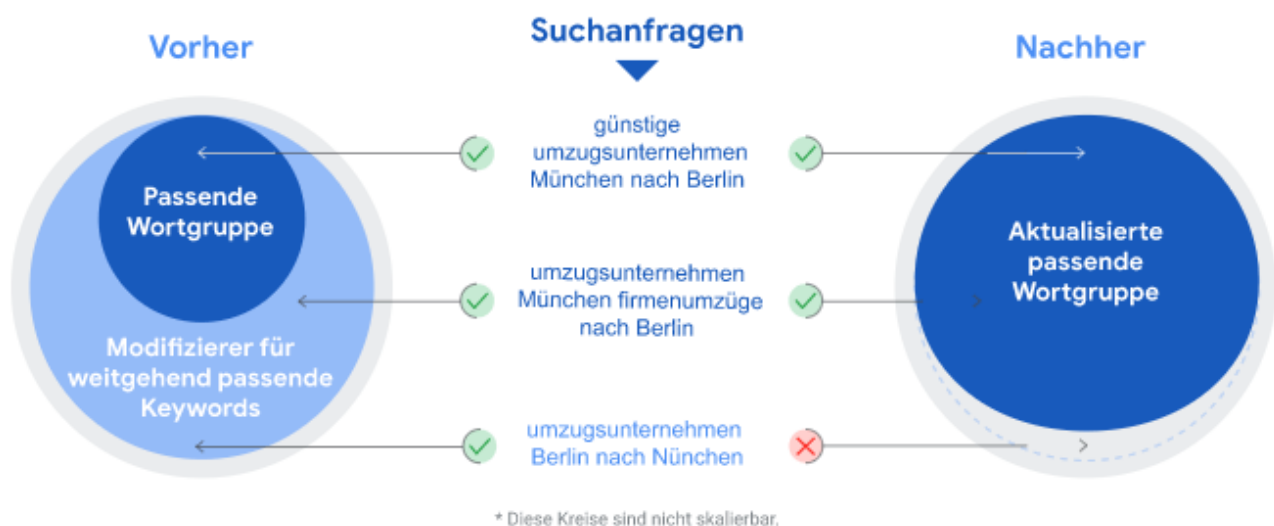 Vorher
Suchanfragen
Nachher
günstige
umzugsunternehmen
München nach Berlin
Passende
Wortgruppe
Aktualisierte
passende
Wortgruppe
umzugsunternehmen
München firmenumzüge
nach Berlin
Modifizierer für
weitgehend passende
Keywords
umzugsunternehmen
Berlin nach Nünchen
* Diese Kreise sind nicht skalierbar.